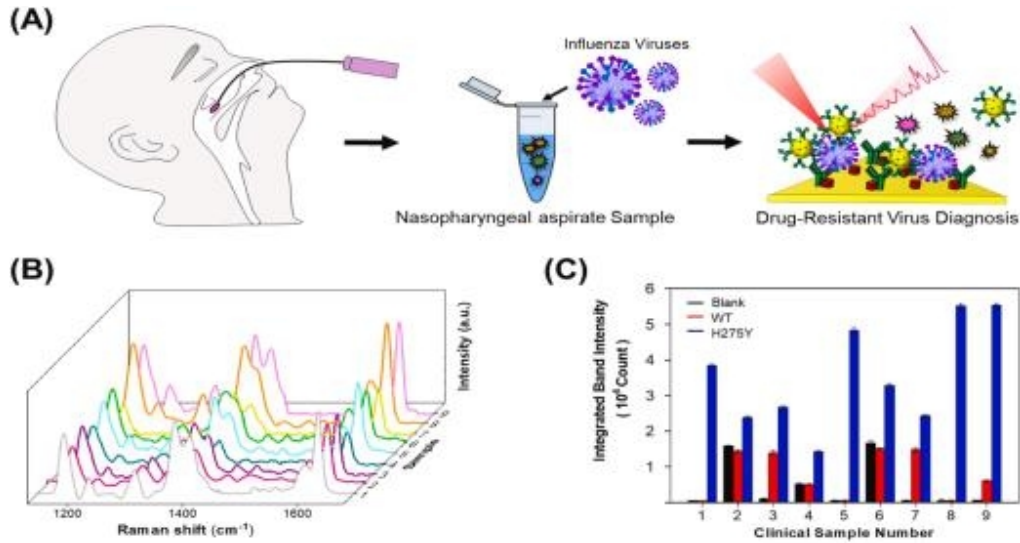 (A)
Influenza Viruses
Nasopharyngeal aspirate Sample
Drug-Resistant Virus Diagnosis
(B)
Intensity (a.u.)
1200
1400
1600
Raman shift (cm⁻¹)
(C)
6
5
4
3
2
1
Integrated Band Intensity
Blank
WT
H275Y
1 2 3 4 5 6 7 8 9
Clinical Sample Number